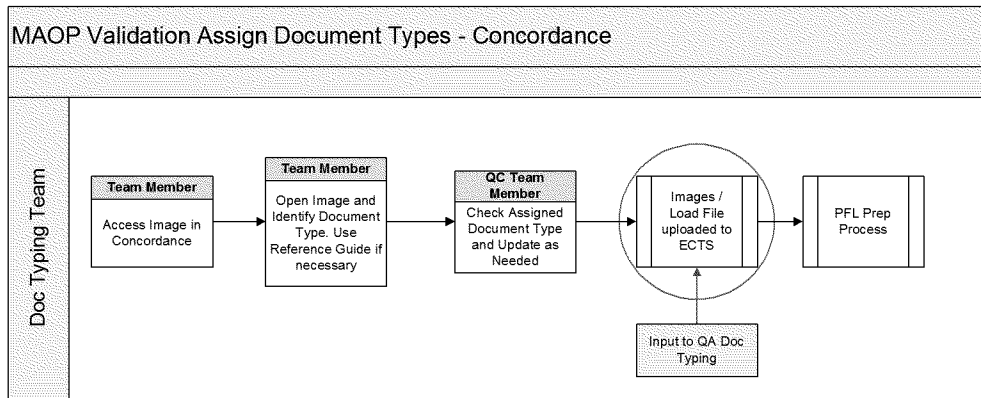 MAOP Validation Assign Document Types - Concordance
Doc Typing Team
Team Member
Access Image in
Concordance
Team Member
Open Image and
Identify Document
Type. Use
Reference Guide if
necessary
QC Team
Member
Check Assigned
Document Type
and Update as
Needed
Images /
Load File
uploaded to
ECTS
PFL Prep
Process
Input to QA Doc
Typing